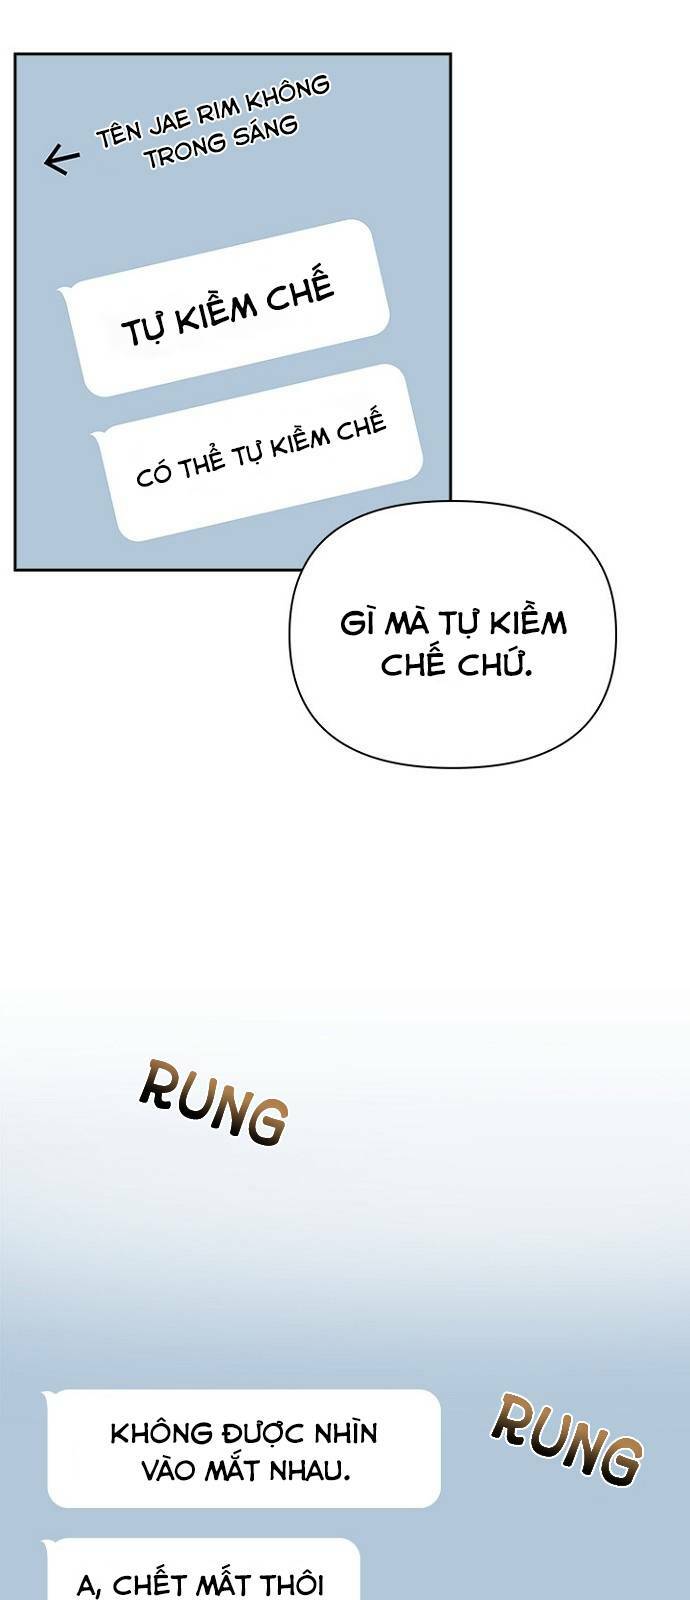 ← TÊN JAE RIM KHÔNG
TRONG SÁNG
TỰ KIỀM CHẾ
CÓ THỂ TỰ KIỀM CHẾ
GÌ MÀ TỰ KIỀM
CHẾ CHỨ.
RUNG
RUNG
KHÔNG ĐƯỢC NHÌN
VÀO MẮT NHAU.
A, CHẾT MẤT THÔI